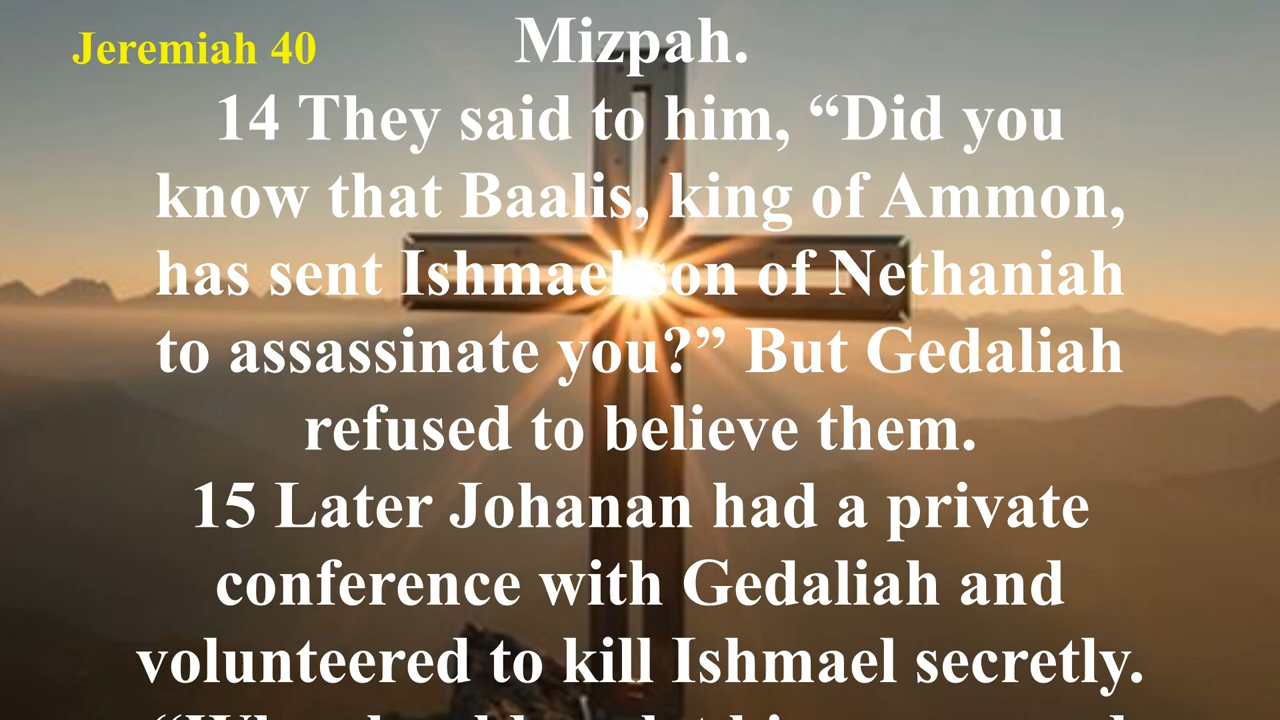 Jeremiah 40
Mizpah.
14 They said to him, “Did you
know that Baalis, king of Ammon,
has sent Ishmael son of Nethaniah
to assassinate you?” But Gedaliah
refused to believe them.
15 Later Johanan had a private
conference with Gedaliah and
volunteered to kill Ishmael secretly.